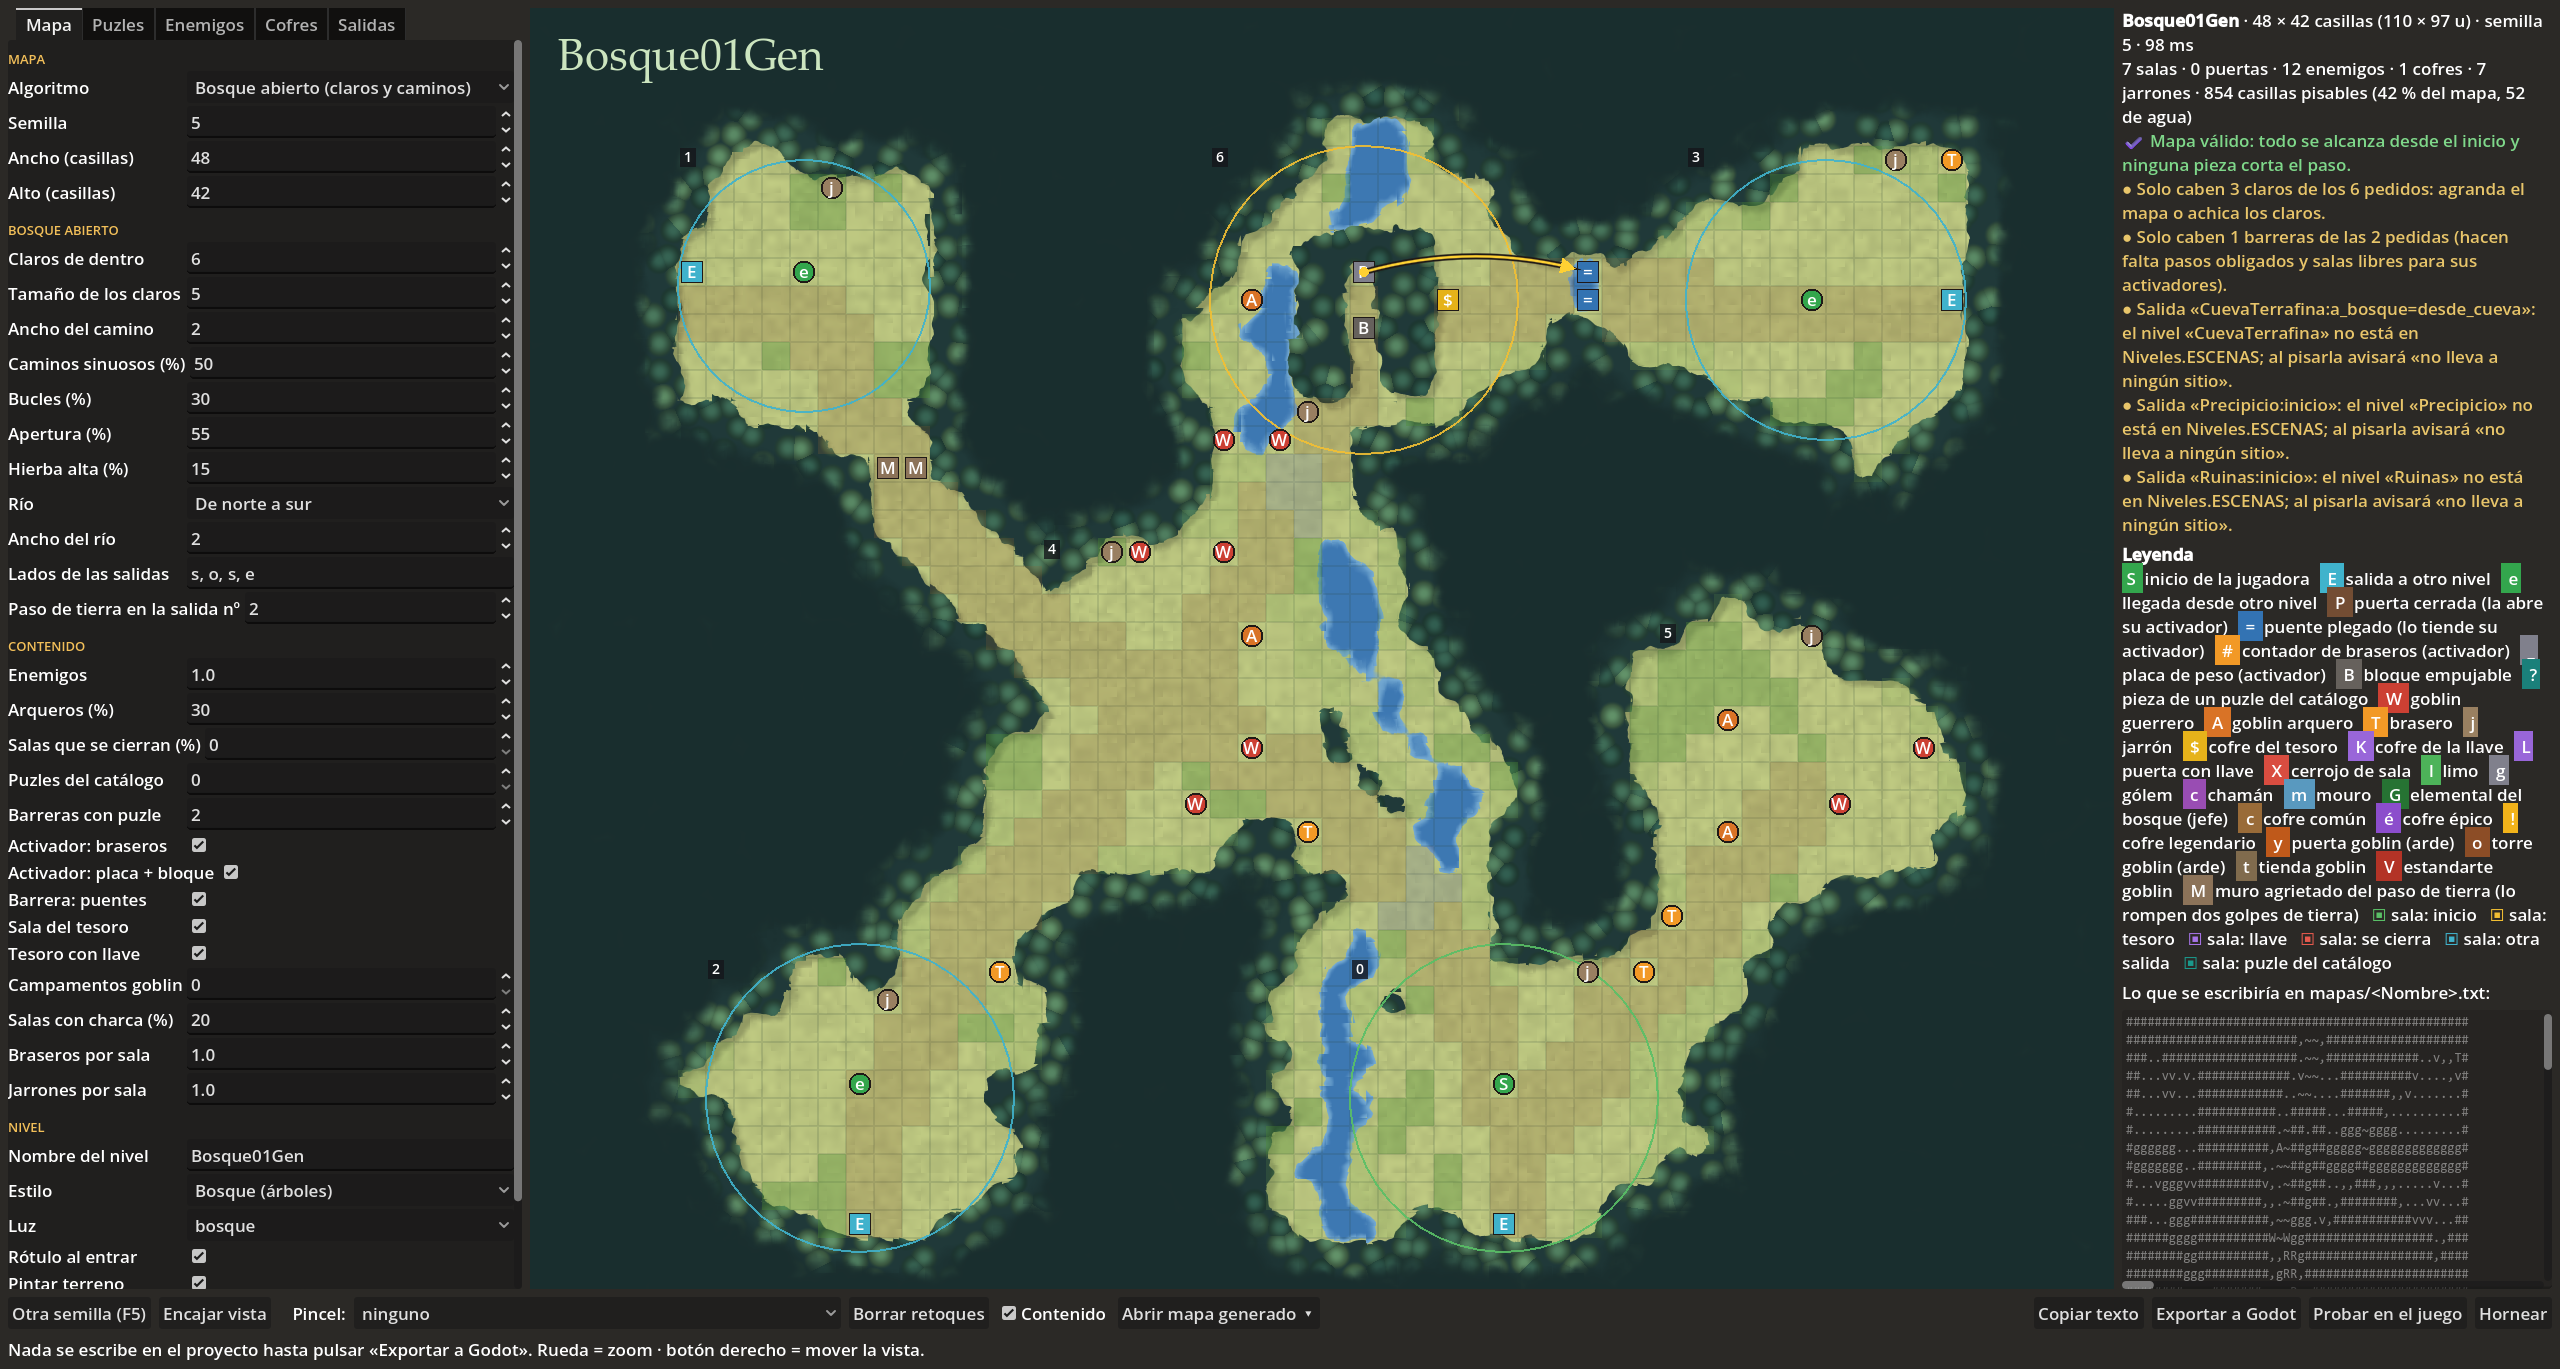 Mapa
Puzles
Enemigos
Cofres
Salidas
MAPA
Algoritmo Bosque abierto (claros y caminos)
Semilla 5
Ancho (casillas) 48
Alto (casillas) 42
BOSQUE ABIERTO
Claros de dentro 6
Tamaño de los claros 5
Ancho del camino 2
Caminos sinuosos (%) 50
Bucles (%) 30
Apertura (%) 55
Hierba alta (%) 15
Río De norte a sur
Ancho del río 2
Lados de las salidas s, o, s, e
Paso de tierra en la salida nº 2
CONTENIDO
Enemigos 1.0
Arqueros (%) 30
Salas que se cierran (%) 0
Puzles del catálogo 0
Barreras con puzle 2
Activador: braseros
Activador: placa + bloque
Barrera: puentes
Sala del tesoro
Tesoro con llave
Campamentos goblin 0
Salas con charca (%) 20
Braseros por sala 1.0
Jarrones por sala 1.0
NIVEL
Nombre del nivel Bosque01Gen
Estilo Bosque (árboles)
Luz bosque
Rótulo al entrar
Pintar terreno
Bosque01Gen
1 6 3
j j T
E e = 
A $ = e E
B
j
W W
M M
4 j W W
A 5 j
A
W W
W W
T A
T
2 0
T j T
j
e S
E E
Bosque01Gen · 48 × 42 casillas (110 × 97 u) · semilla
5 · 98 ms
7 salas · 0 puertas · 12 enemigos · 1 cofres · 7
jarrones · 854 casillas pisables (42 % del mapa, 52
de agua)
Mapa válido: todo se alcanza desde el inicio y
ninguna pieza corta el paso.
● Solo caben 3 claros de los 6 pedidos: agranda el
mapa o achica los claros.
● Solo caben 1 barreras de las 2 pedidas (hacen
falta pasos obligados y salas libres para sus
activadores).
● Salida «CuevaTerrafina:a_bosque=desde_cueva»:
el nivel «CuevaTerrafina» no está en
Niveles.ESCENAS; al pisarla avisará «no lleva a
ningún sitio».
● Salida «Precipicio:inicio»: el nivel «Precipicio» no
está en Niveles.ESCENAS; al pisarla avisará «no
lleva a ningún sitio».
● Salida «Ruinas:inicio»: el nivel «Ruinas» no está
en Niveles.ESCENAS; al pisarla avisará «no lleva a
ningún sitio».
Leyenda
S inicio de la jugadora E salida a otro nivel e
llegada desde otro nivel P puerta cerrada (la abre
su activador) = puente plegado (lo tiende su
activador) # contador de braseros (activador) _
placa de peso (activador) B bloque empujable ?
pieza de un puzle del catálogo W goblin
guerrero A goblin arquero T brasero j
jarrón $ cofre del tesoro K cofre de la llave L
puerta con llave X cerrojo de sala l limo g
gólem c chamán m mouro G elemental del
bosque (jefe) c cofre común é cofre épico !
cofre legendario y puerta goblin (arde) o torre
goblin (arde) t tienda goblin V estandarte
goblin M muro agrietado del paso de tierra (lo
rompen dos golpes de tierra) sala: inicio sala:
tesoro sala: llave sala: se cierra sala: otra
salida sala: puzle del catálogo
Lo que se escribiría en mapas/<Nombre>.txt:
Otra semilla (F5) Encajar vista Pincel: ninguno Borrar retoques Contenido Abrir mapa generado
Copiar texto Exportar a Godot Probar en el juego Hornear
Nada se escribe en el proyecto hasta pulsar «Exportar a Godot». Rueda = zoom · botón derecho = mover la vista.